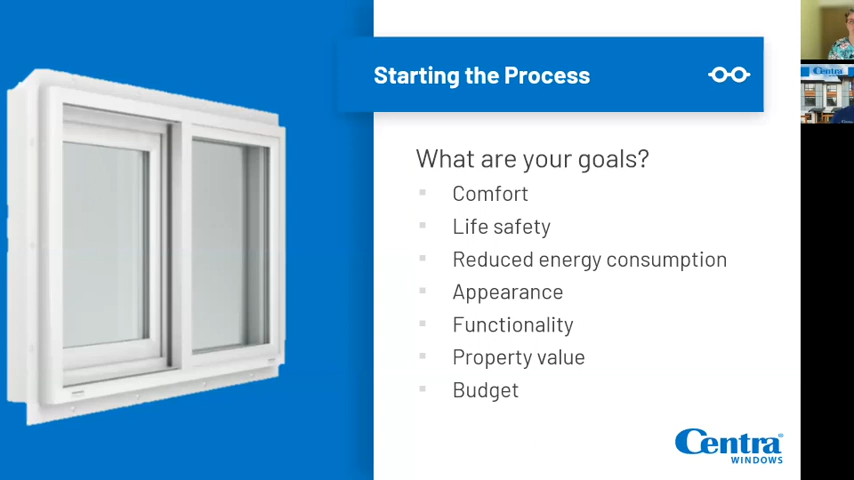 Starting the Process
What are your goals?
Comfort
Life safety
Reduced energy consumption
Appearance
Functionality
Property value
Budget
Centra
WINDOWS
Centra